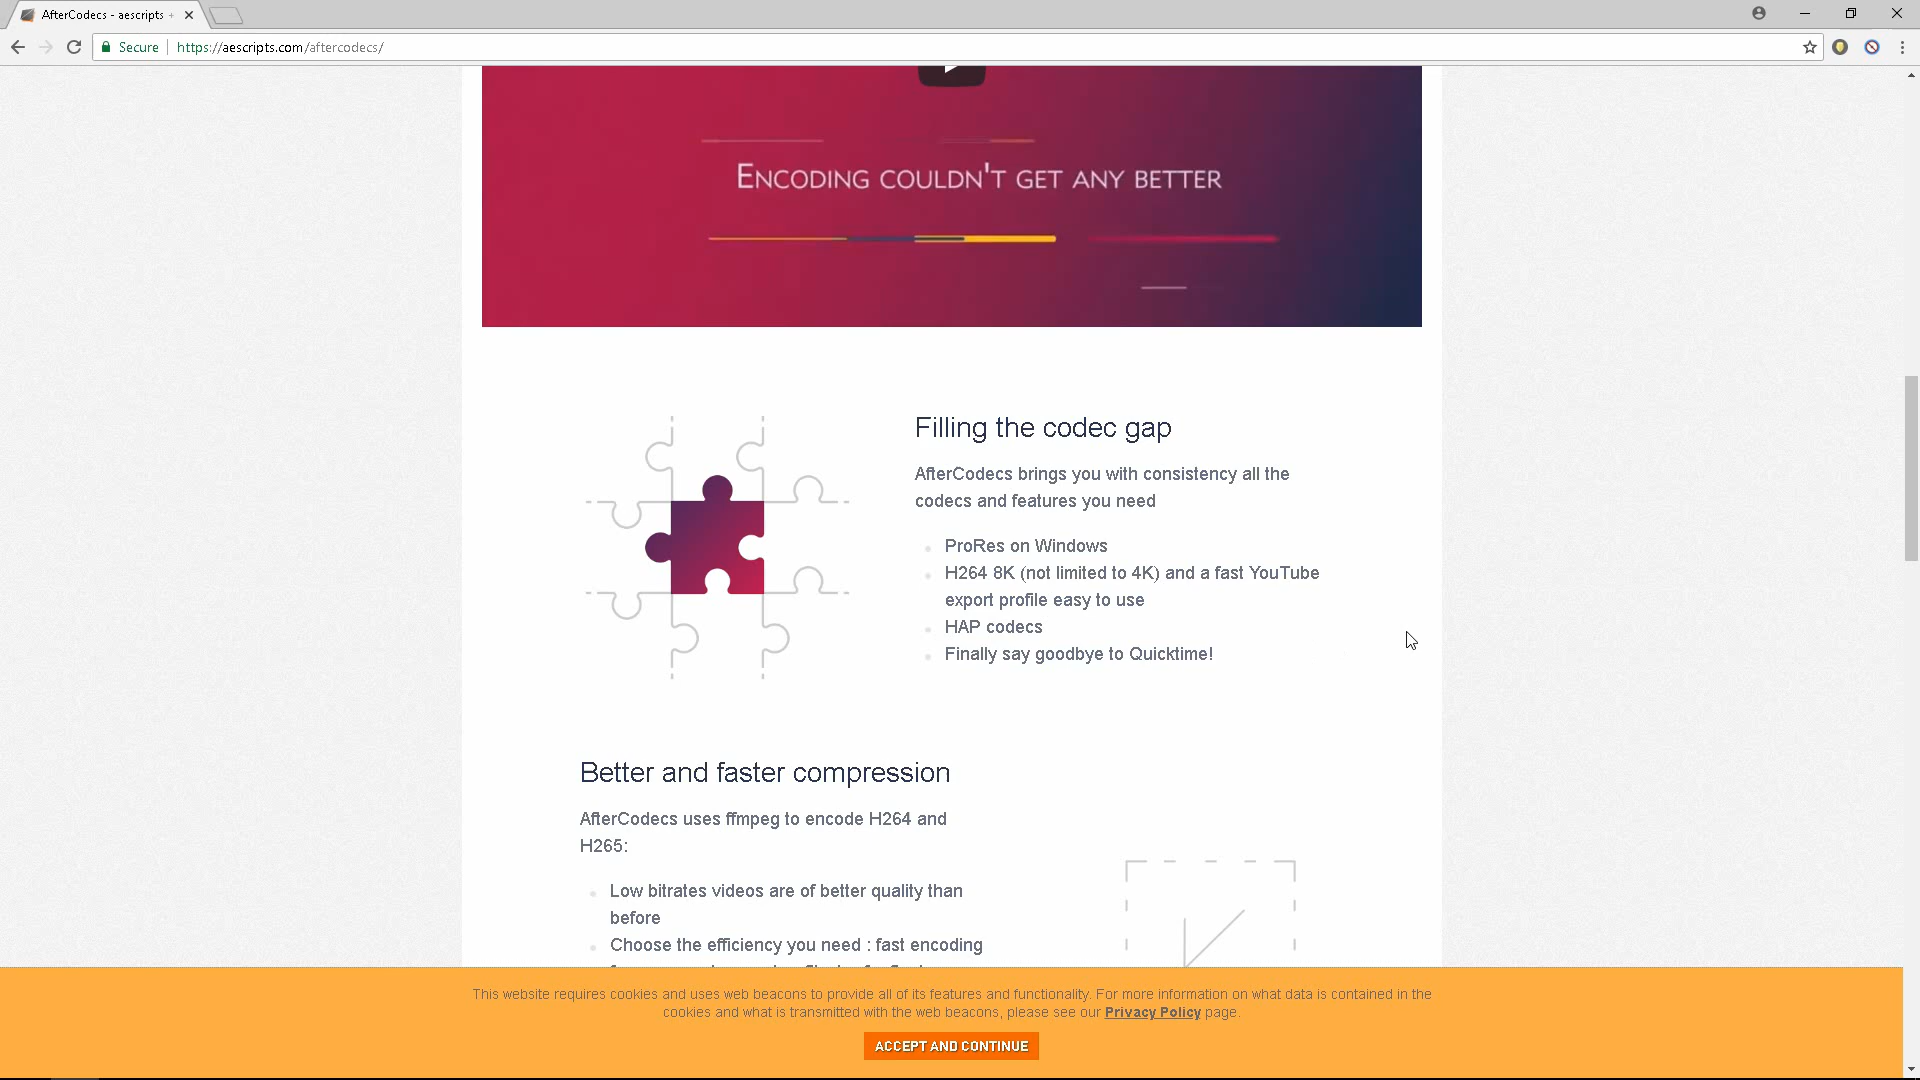 AfterCodecs - aescripts +
Secure
https://aescripts.com/aftercodecs/
ENCODING COULDN'T GET ANY BETTER
Filling the codec gap
AfterCodecs brings you with consistency all the
codecs and features you need
ProRes on Windows
H264 8K (not limited to 4K) and a fast YouTube
export profile easy to use
HAP codecs
Finally say goodbye to Quicktime!
Better and faster compression
AfterCodecs uses ffmpeg to encode H264 and
H265:
Low bitrates videos are of better quality than
before
Choose the efficiency you need : fast encoding
This website requires cookies and uses web beacons to provide all of its features and functionality. For more information on what data is contained in the
cookies and what is transmitted with the web beacons, please see our Privacy Policy page.
ACCEPT AND CONTINUE